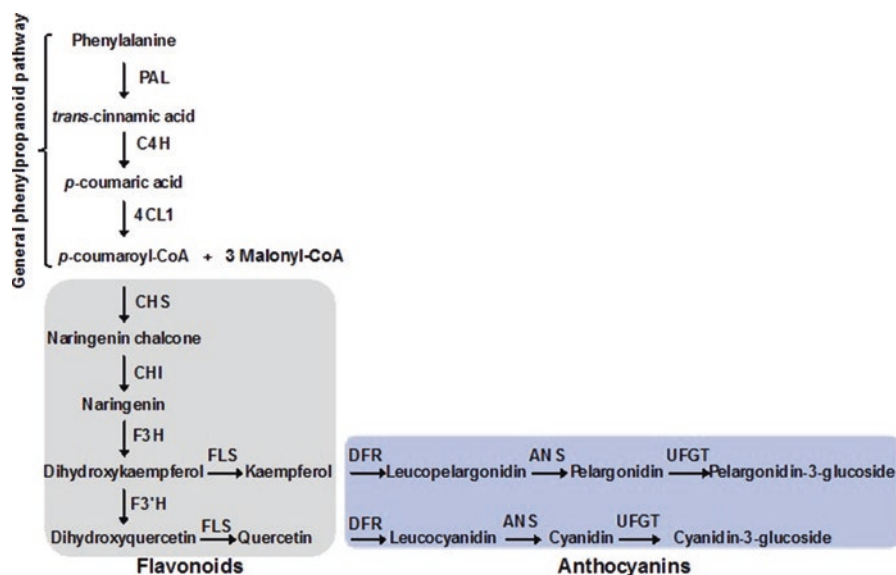 General phenylpropanoid pathway
Phenylalanine
PAL
trans-cinnamic acid
C4H
p-coumaric acid
4CL1
p-coumaroyl-CoA + 3 Malonyl-CoA
CHS
Naringenin chalcone
CHI
Naringenin
F3H
FLS DFR ANS UFGT
Dihydroxykaempferol Kaempferol Leucopelargonidin Pelargonidin Pelargonidin-3-glucoside
F3'H
FLS DFR ANS UFGT
Dihydroxyquercetin Quercetin Leucocyanidin Cyanidin Cyanidin-3-glucoside
Flavonoids Anthocyanins